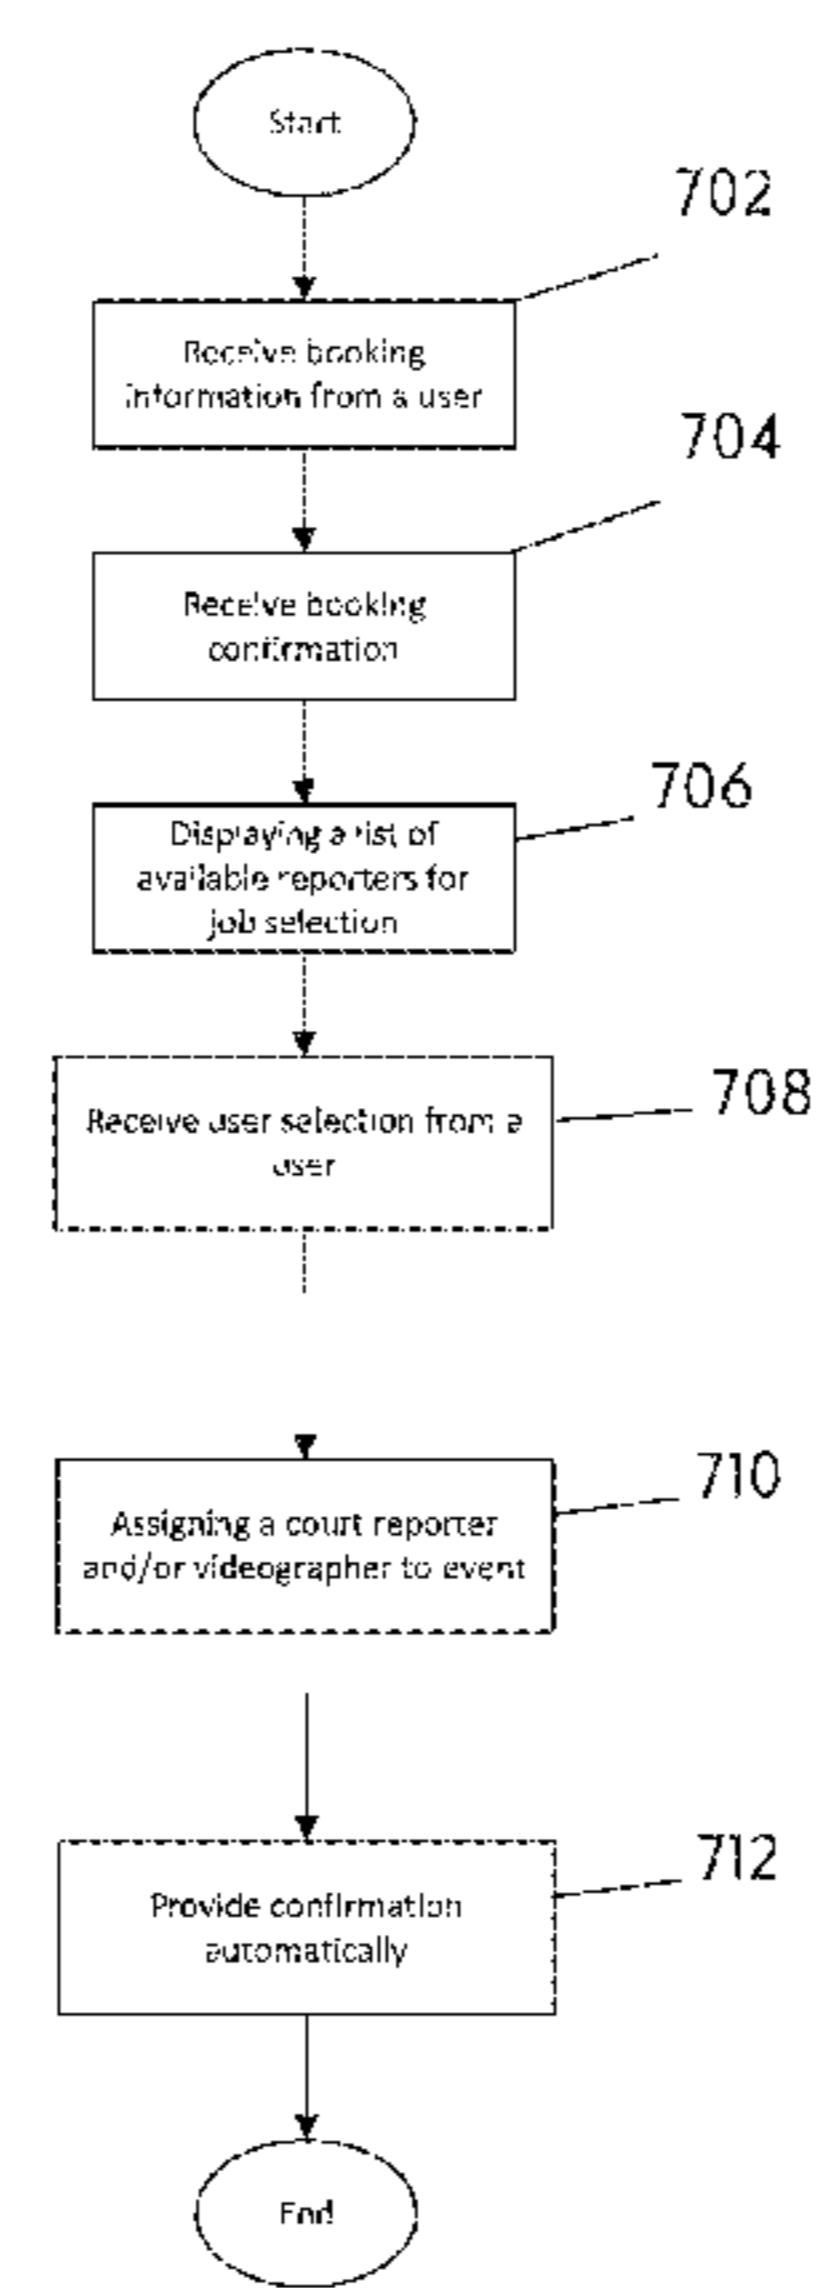 Start
702
Receive booking
information from a user
704
Receive booking
confirmation
706
Displaying a list of
available reporters for
job selection
708
Receive user selection from a
user
710
Assigning a court reporter
and/or videographer to event
712
Provide confirmation
automatically
End